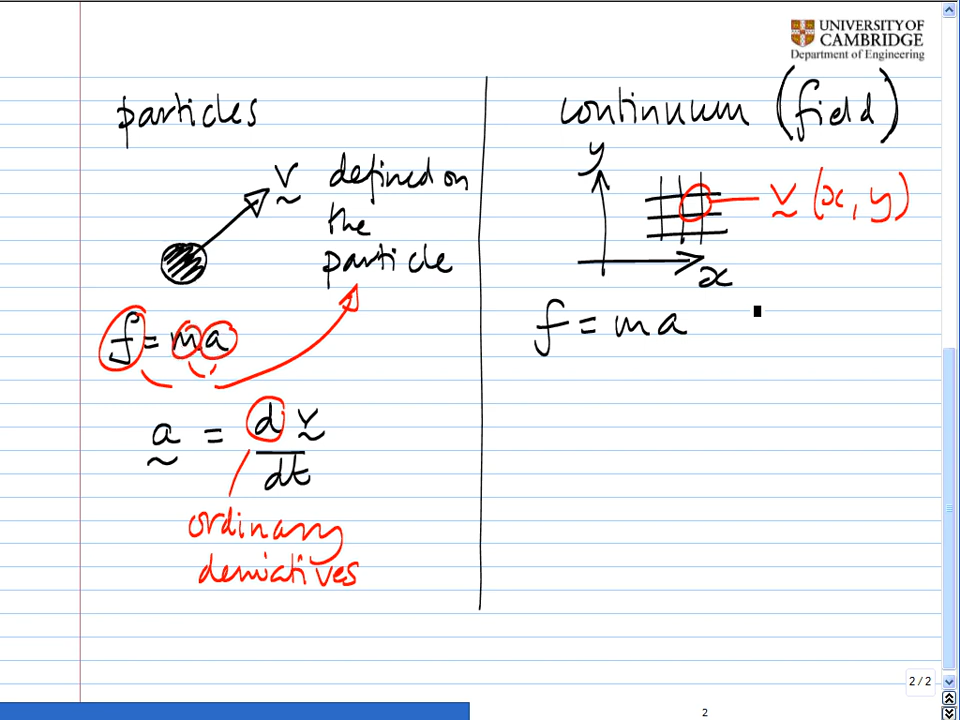 UNIVERSITY OF
CAMBRIDGE
Department of Engineering
particles
v defined on
the
particle
f = ma
a = dv
dt
ordinary
derivatives
continuum (field)
y
v (x, y)
x
f = ma
2 / 2
2